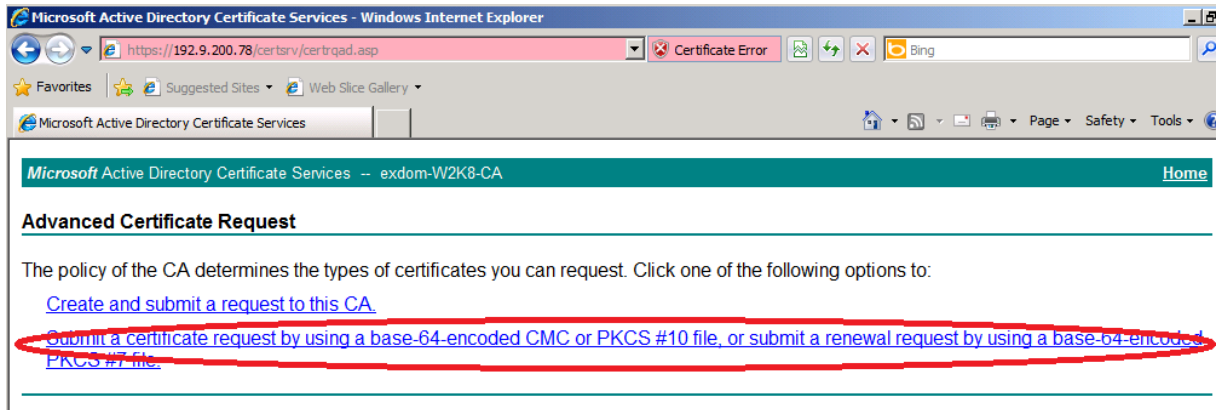 Microsoft Active Directory Certificate Services - Windows Internet Explorer
https://192.9.200.78/certsrv/certrqad.asp
Certificate Error
Bing
Favorites
Suggested Sites
Web Slice Gallery
Microsoft Active Directory Certificate Services
Page
Safety
Tools
Microsoft Active Directory Certificate Services -- exdom-W2K8-CA
Home
Advanced Certificate Request
The policy of the CA determines the types of certificates you can request. Click one of the following options to:
Create and submit a request to this CA.
Submit a certificate request by using a base-64-encoded CMC or PKCS #10 file, or submit a renewal request by using a base-64-encoded
PKCS #7 file.